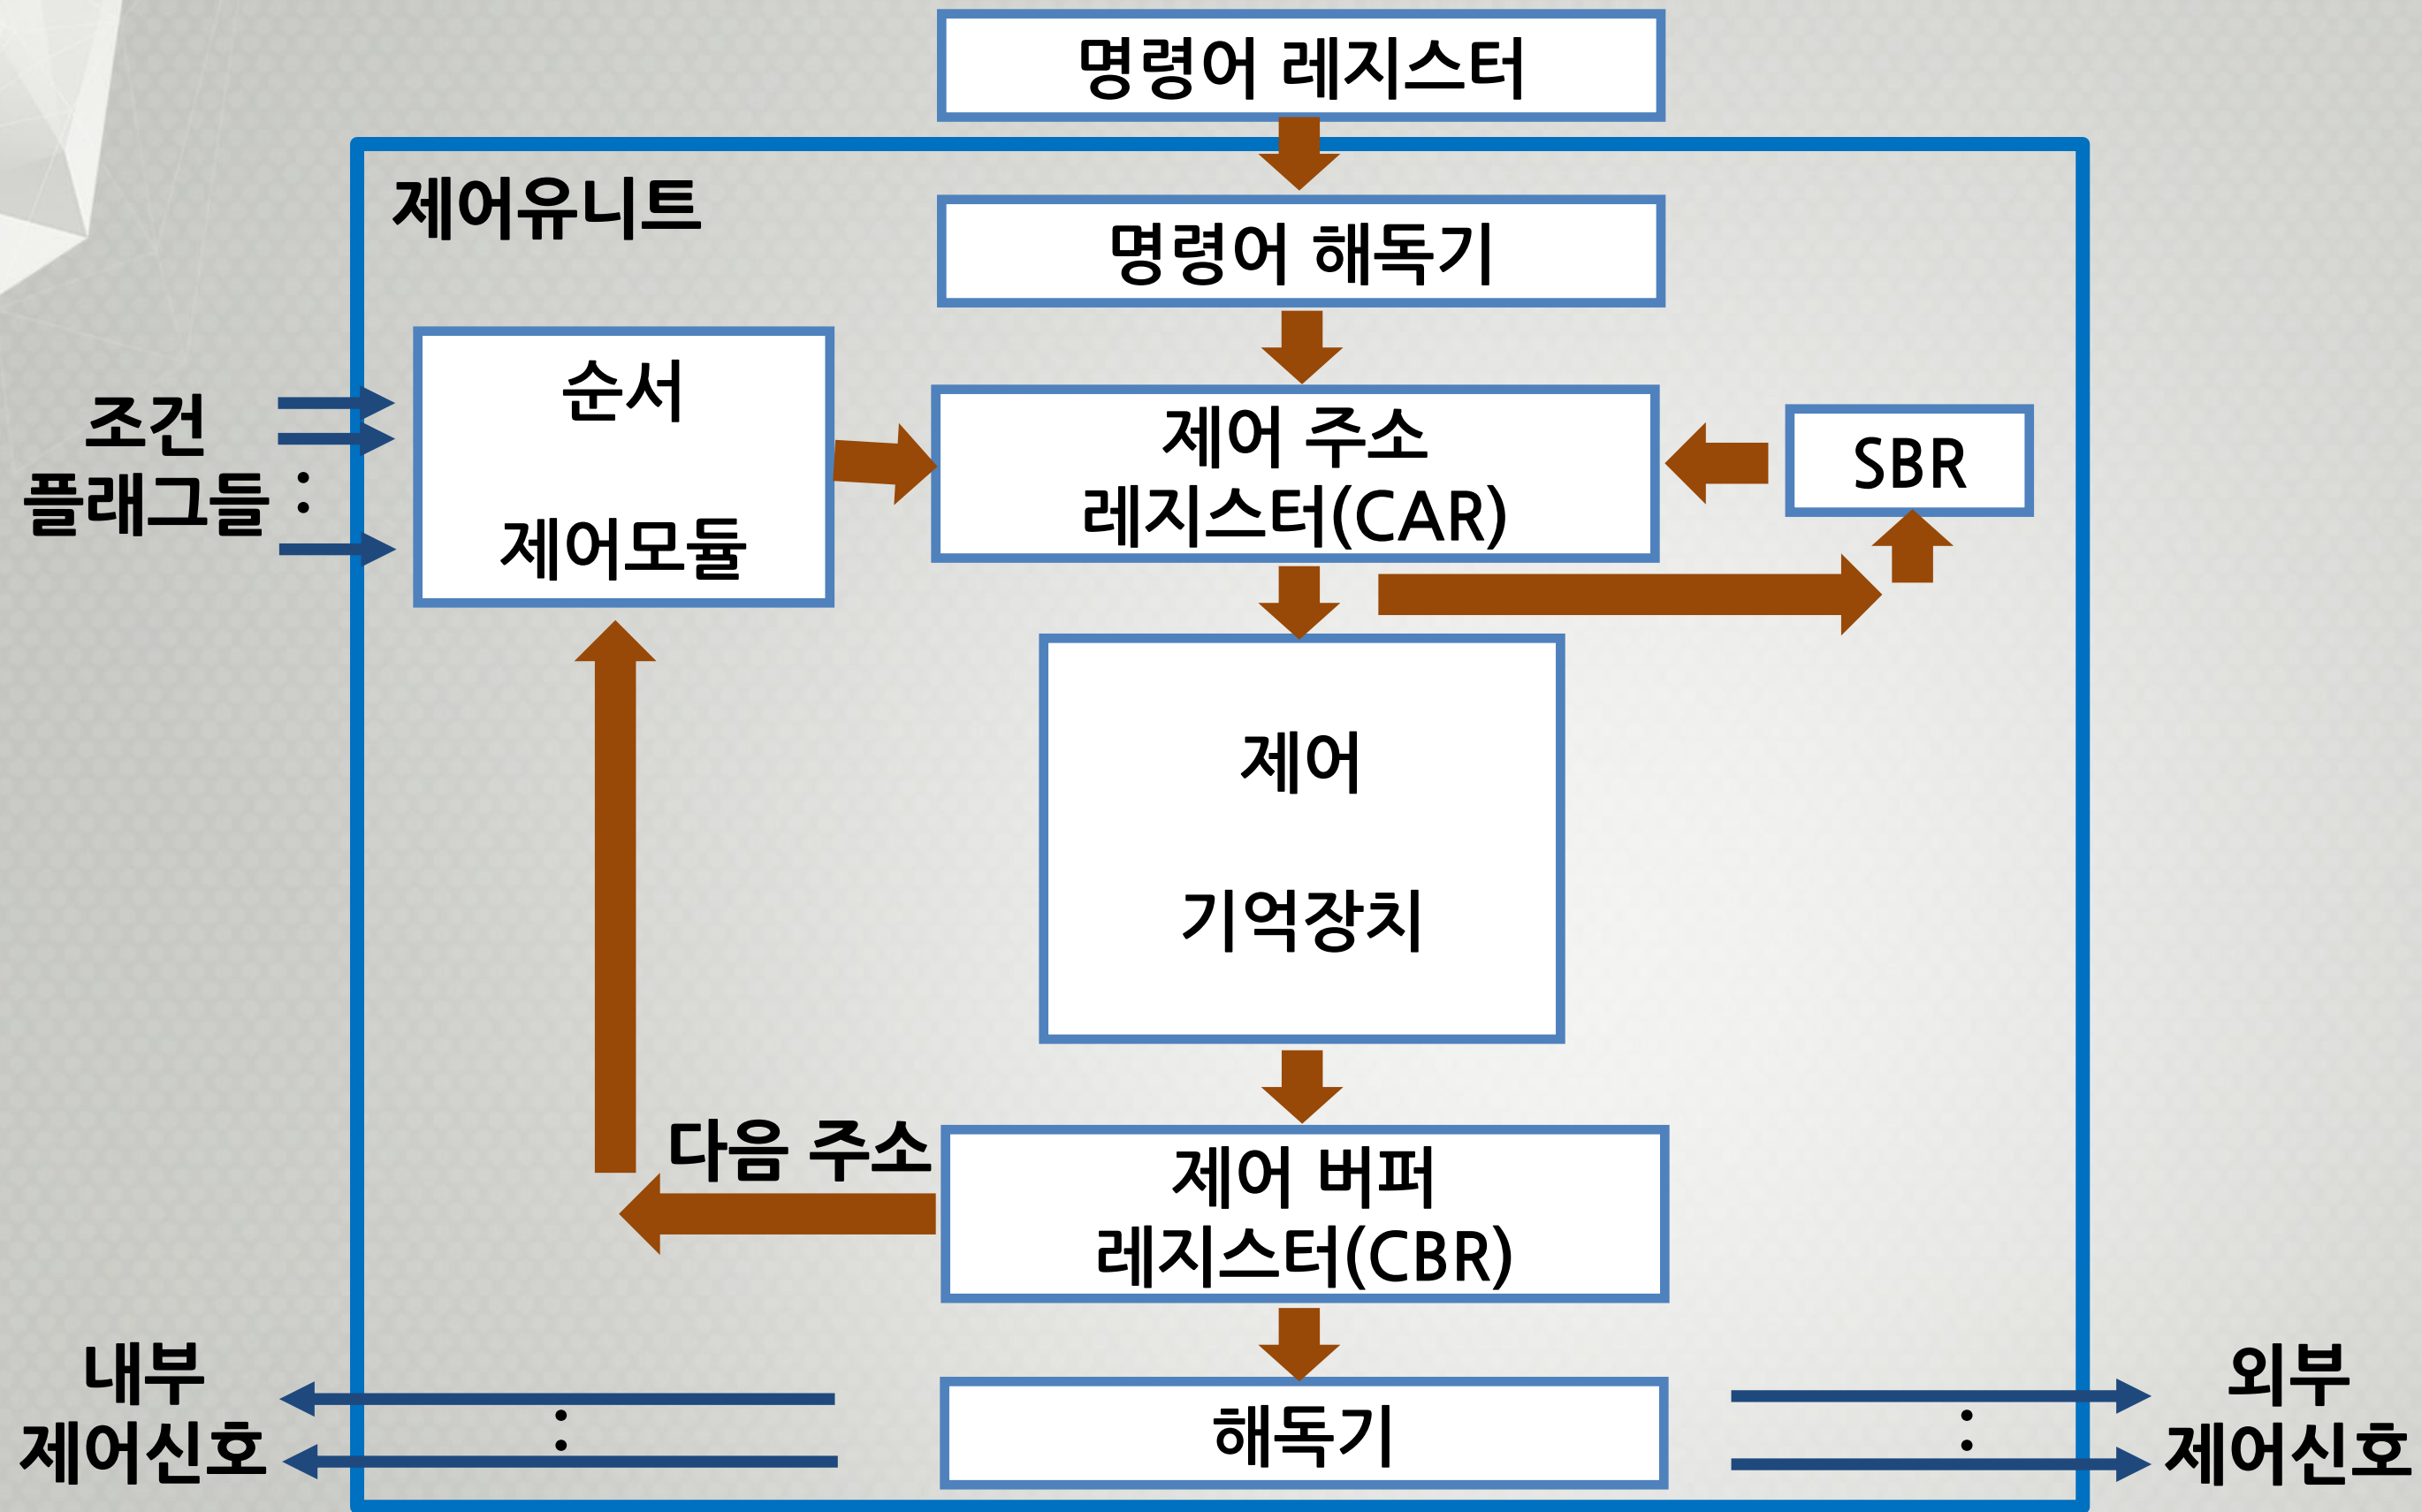 명령어 레지스터
제어유니트
명령어 해독기
순서
제어모듈
조건
플래그들
:
제어 주소
레지스터(CAR)
SBR
제어
기억장치
다음 주소
제어 버퍼
레지스터(CBR)
내부
제어신호
:
해독기
:
외부
제어신호